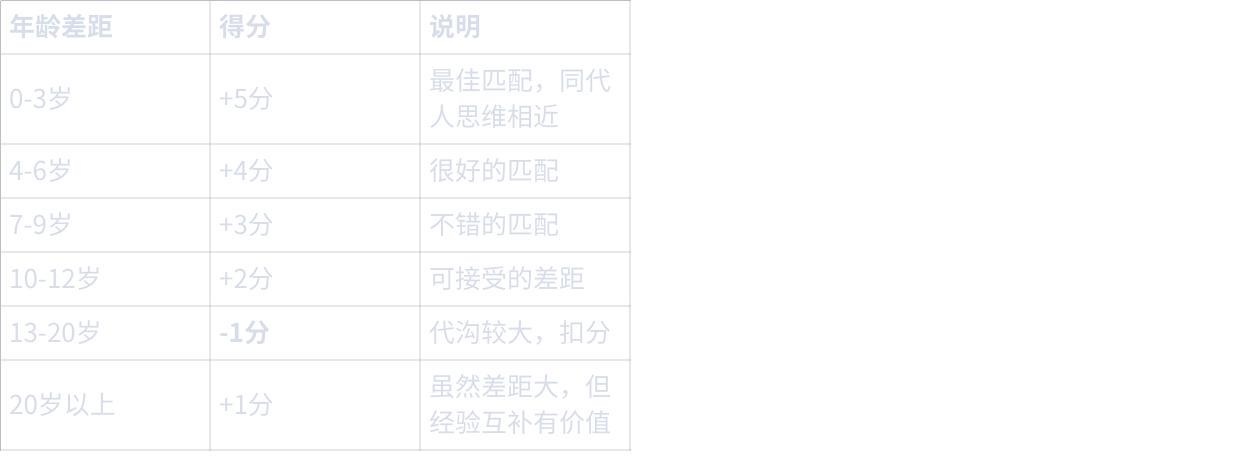 年龄差距 得分 说明
0-3岁 +5分 最佳匹配，同代
人思维相近
4-6岁 +4分 很好的匹配
7-9岁 +3分 不错的匹配
10-12岁 +2分 可接受的差距
13-20岁 -1分 代沟较大，扣分
20岁以上 +1分 虽然差距大，但
经验互补有价值